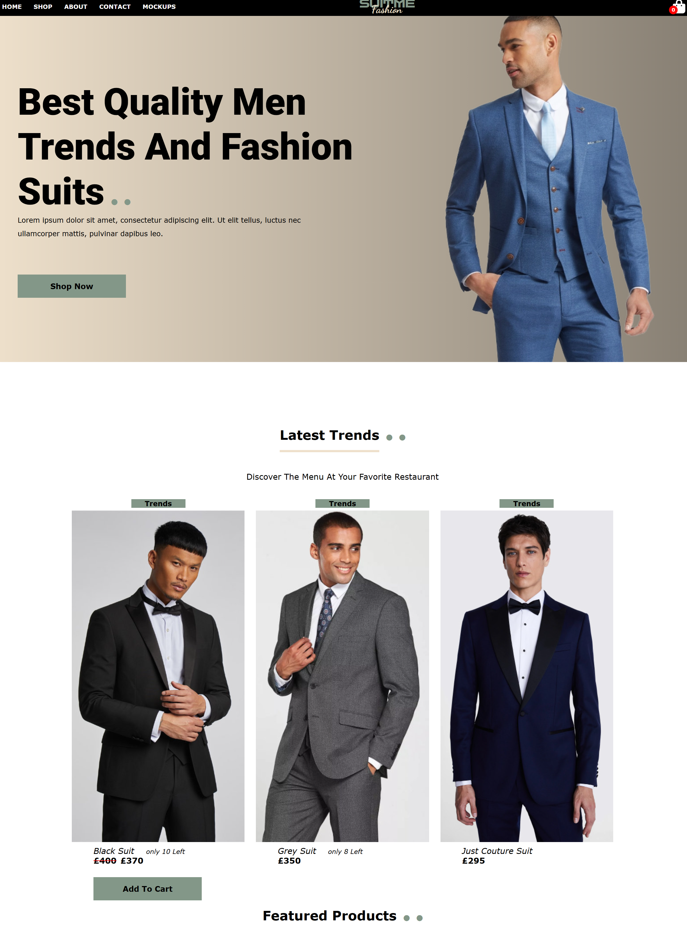 HOME SHOP ABOUT CONTACT MOCKUPS
SUITME
Fashion
0
Best Quality Men
Trends And Fashion
Suits
Lorem ipsum dolor sit amet, consectetur adipiscing elit. Ut elit tellus, luctus nec
ullamcorper mattis, pulvinar dapibus leo.
Shop Now
Latest Trends
Discover The Menu At Your Favorite Restaurant
Trends Trends Trends
Black Suit only 10 Left
£400 £370
Add To Cart
Grey Suit only 8 Left
£350
Just Couture Suit
£295
Featured Products